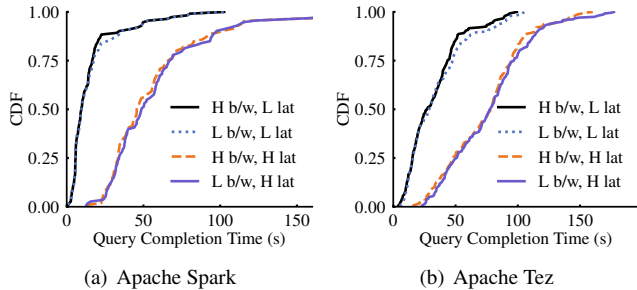 1.00
0.75
0.50
0.25
0.00
CDF
H b/w, L lat
L b/w, L lat
H b/w, H lat
L b/w, H lat
0 50 100 150
Query Completion Time (s)
(a) Apache Spark
1.00
0.75
0.50
0.25
0.00
CDF
H b/w, L lat
L b/w, L lat
H b/w, H lat
L b/w, H lat
0 50 100 150
Query Completion Time (s)
(b) Apache Tez